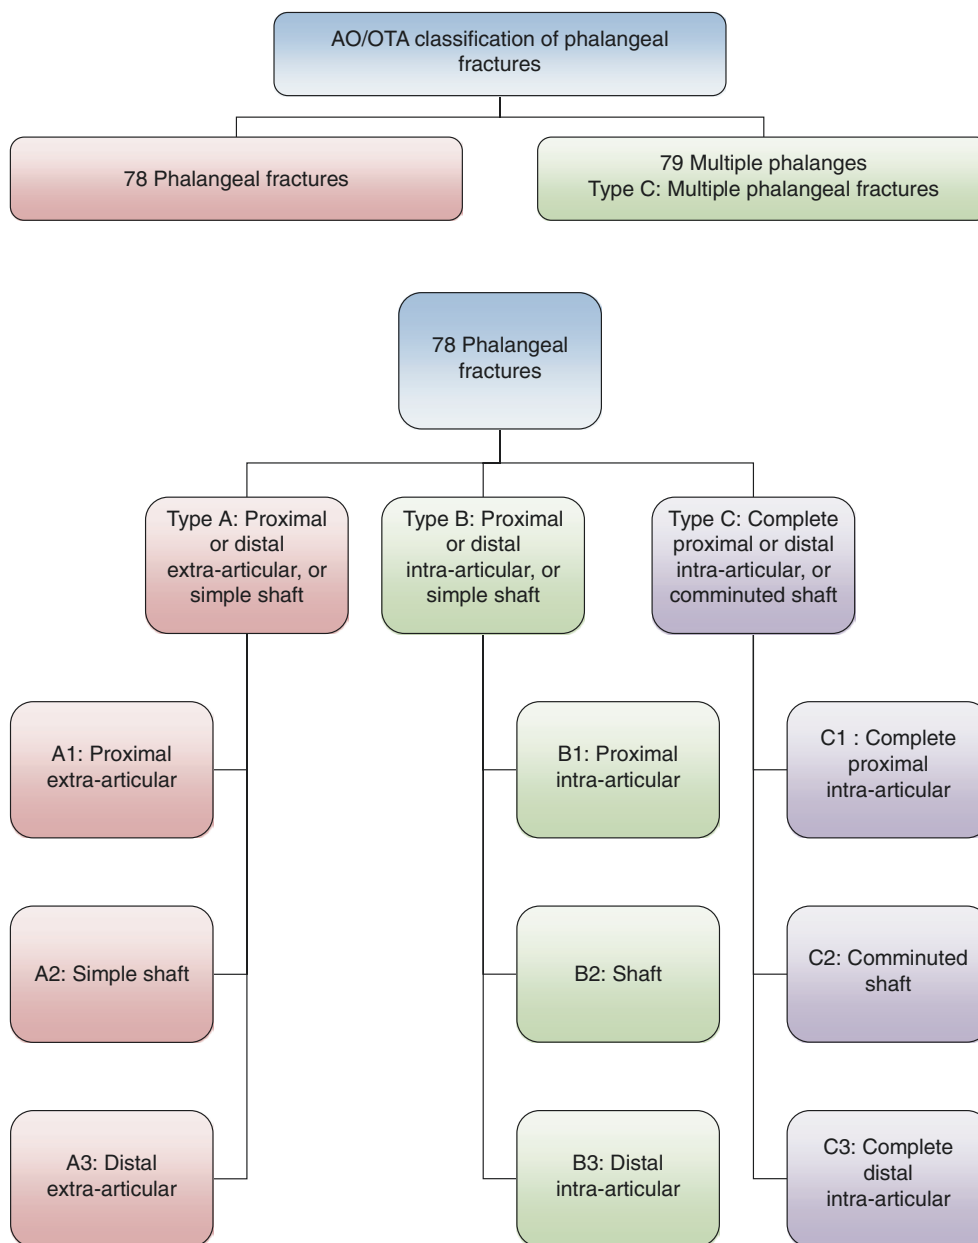 AO/OTA classification of phalangeal
fractures
78 Phalangeal fractures
79 Multiple phalanges
Type C: Multiple phalangeal fractures
78 Phalangeal
fractures
Type A: Proximal
or distal
extra-articular, or
simple shaft
Type B: Proximal
or distal
intra-articular, or
simple shaft
Type C: Complete
proximal or distal
intra-articular, or
comminuted shaft
A1: Proximal
extra-articular
B1: Proximal
intra-articular
C1 : Complete
proximal
intra-articular
A2: Simple shaft
B2: Shaft
C2: Comminuted
shaft
A3: Distal
extra-articular
B3: Distal
intra-articular
C3: Complete
distal
intra-articular